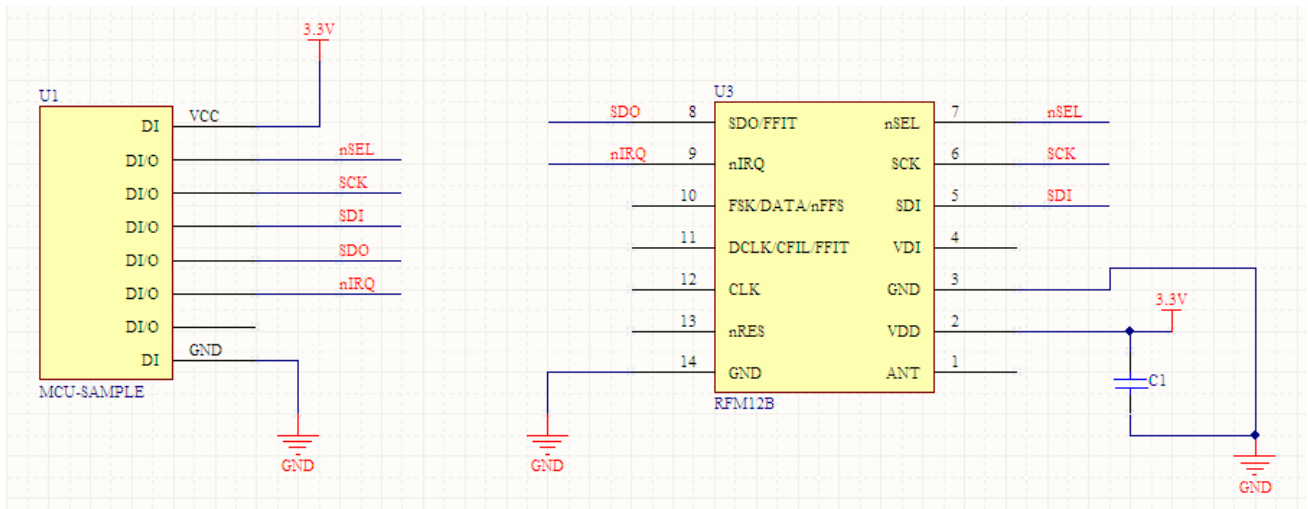 3.3V
U1
DI VCC
DI/O nSEL
DI/O SCK
DI/O SDI
DI/O SDO
DI/O nIRQ
DI/O
DI GND
MCU-SAMPLE
GND
U3
SDO 8 SDO/FFIT nSEL 7 nSEL
nIRQ 9 nIRQ SCK 6 SCK
10 FSK/DATA/nFFS SDI 5 SDI
11 DCLK/CFIL/FFIT VDI 4
12 CLK GND 3
13 nRES VDD 2
14 GND ANT 1
RFM12B
GND
3.3V
C1
GND